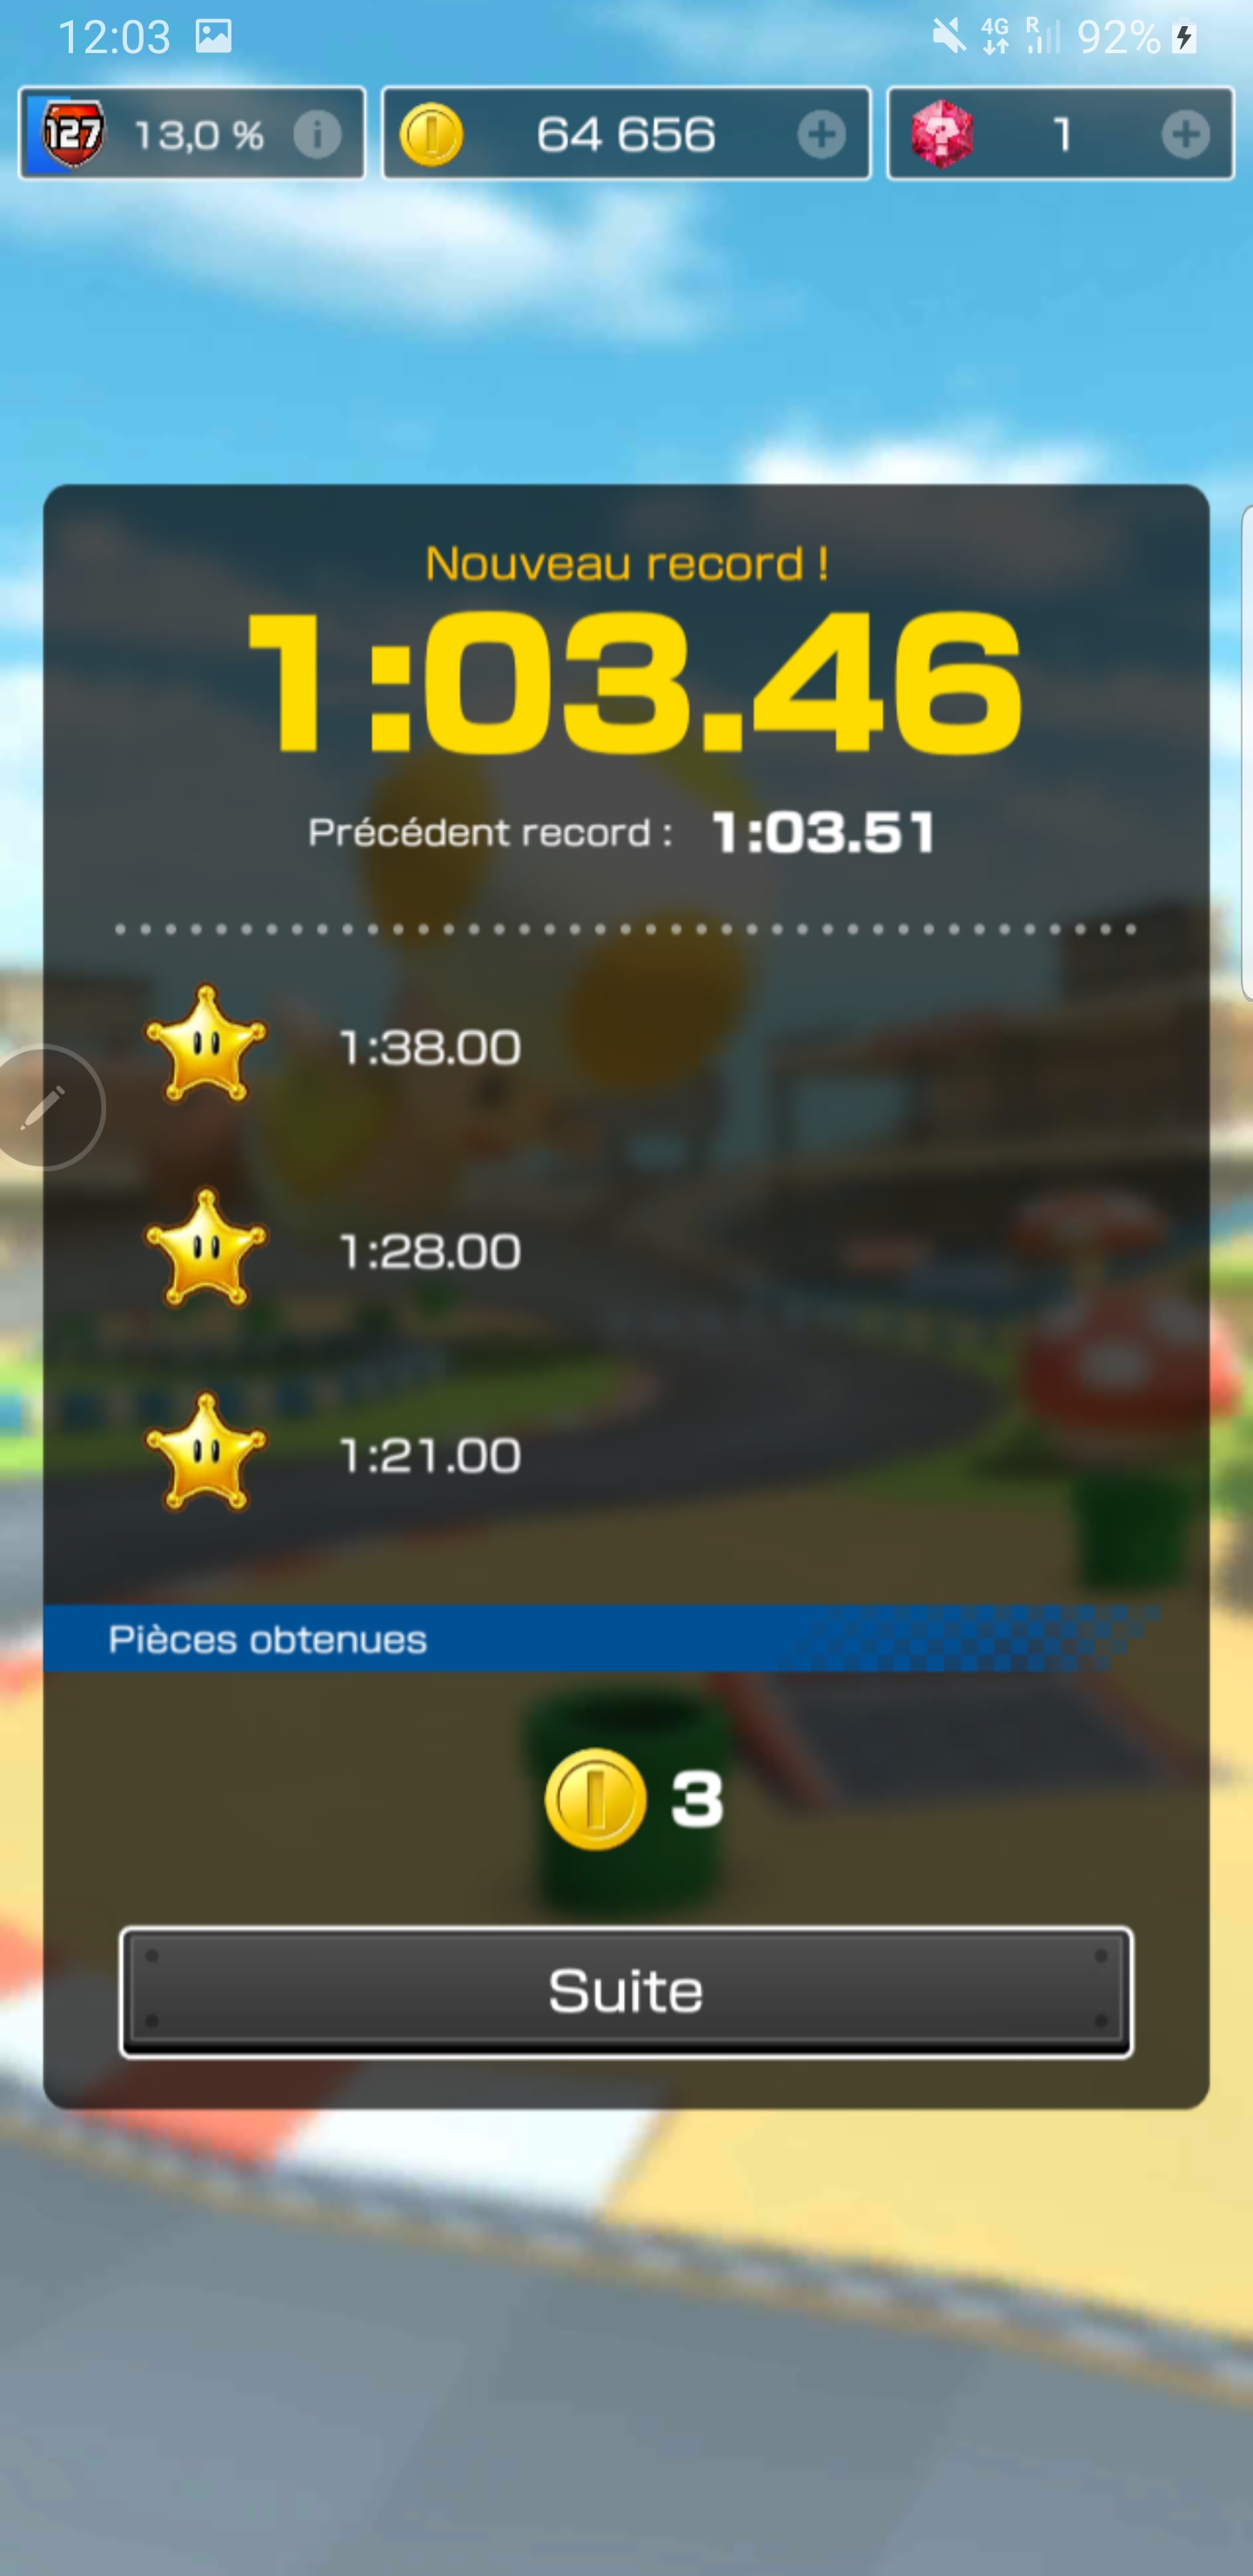 12:03 4G R 92%
127 13,0 % i 64 656 + ? 1 +
Nouveau record !
1:03.46
Précédent record : 1:03.51
1:38.00
1:28.00
1:21.00
Pièces obtenues
3
Suite